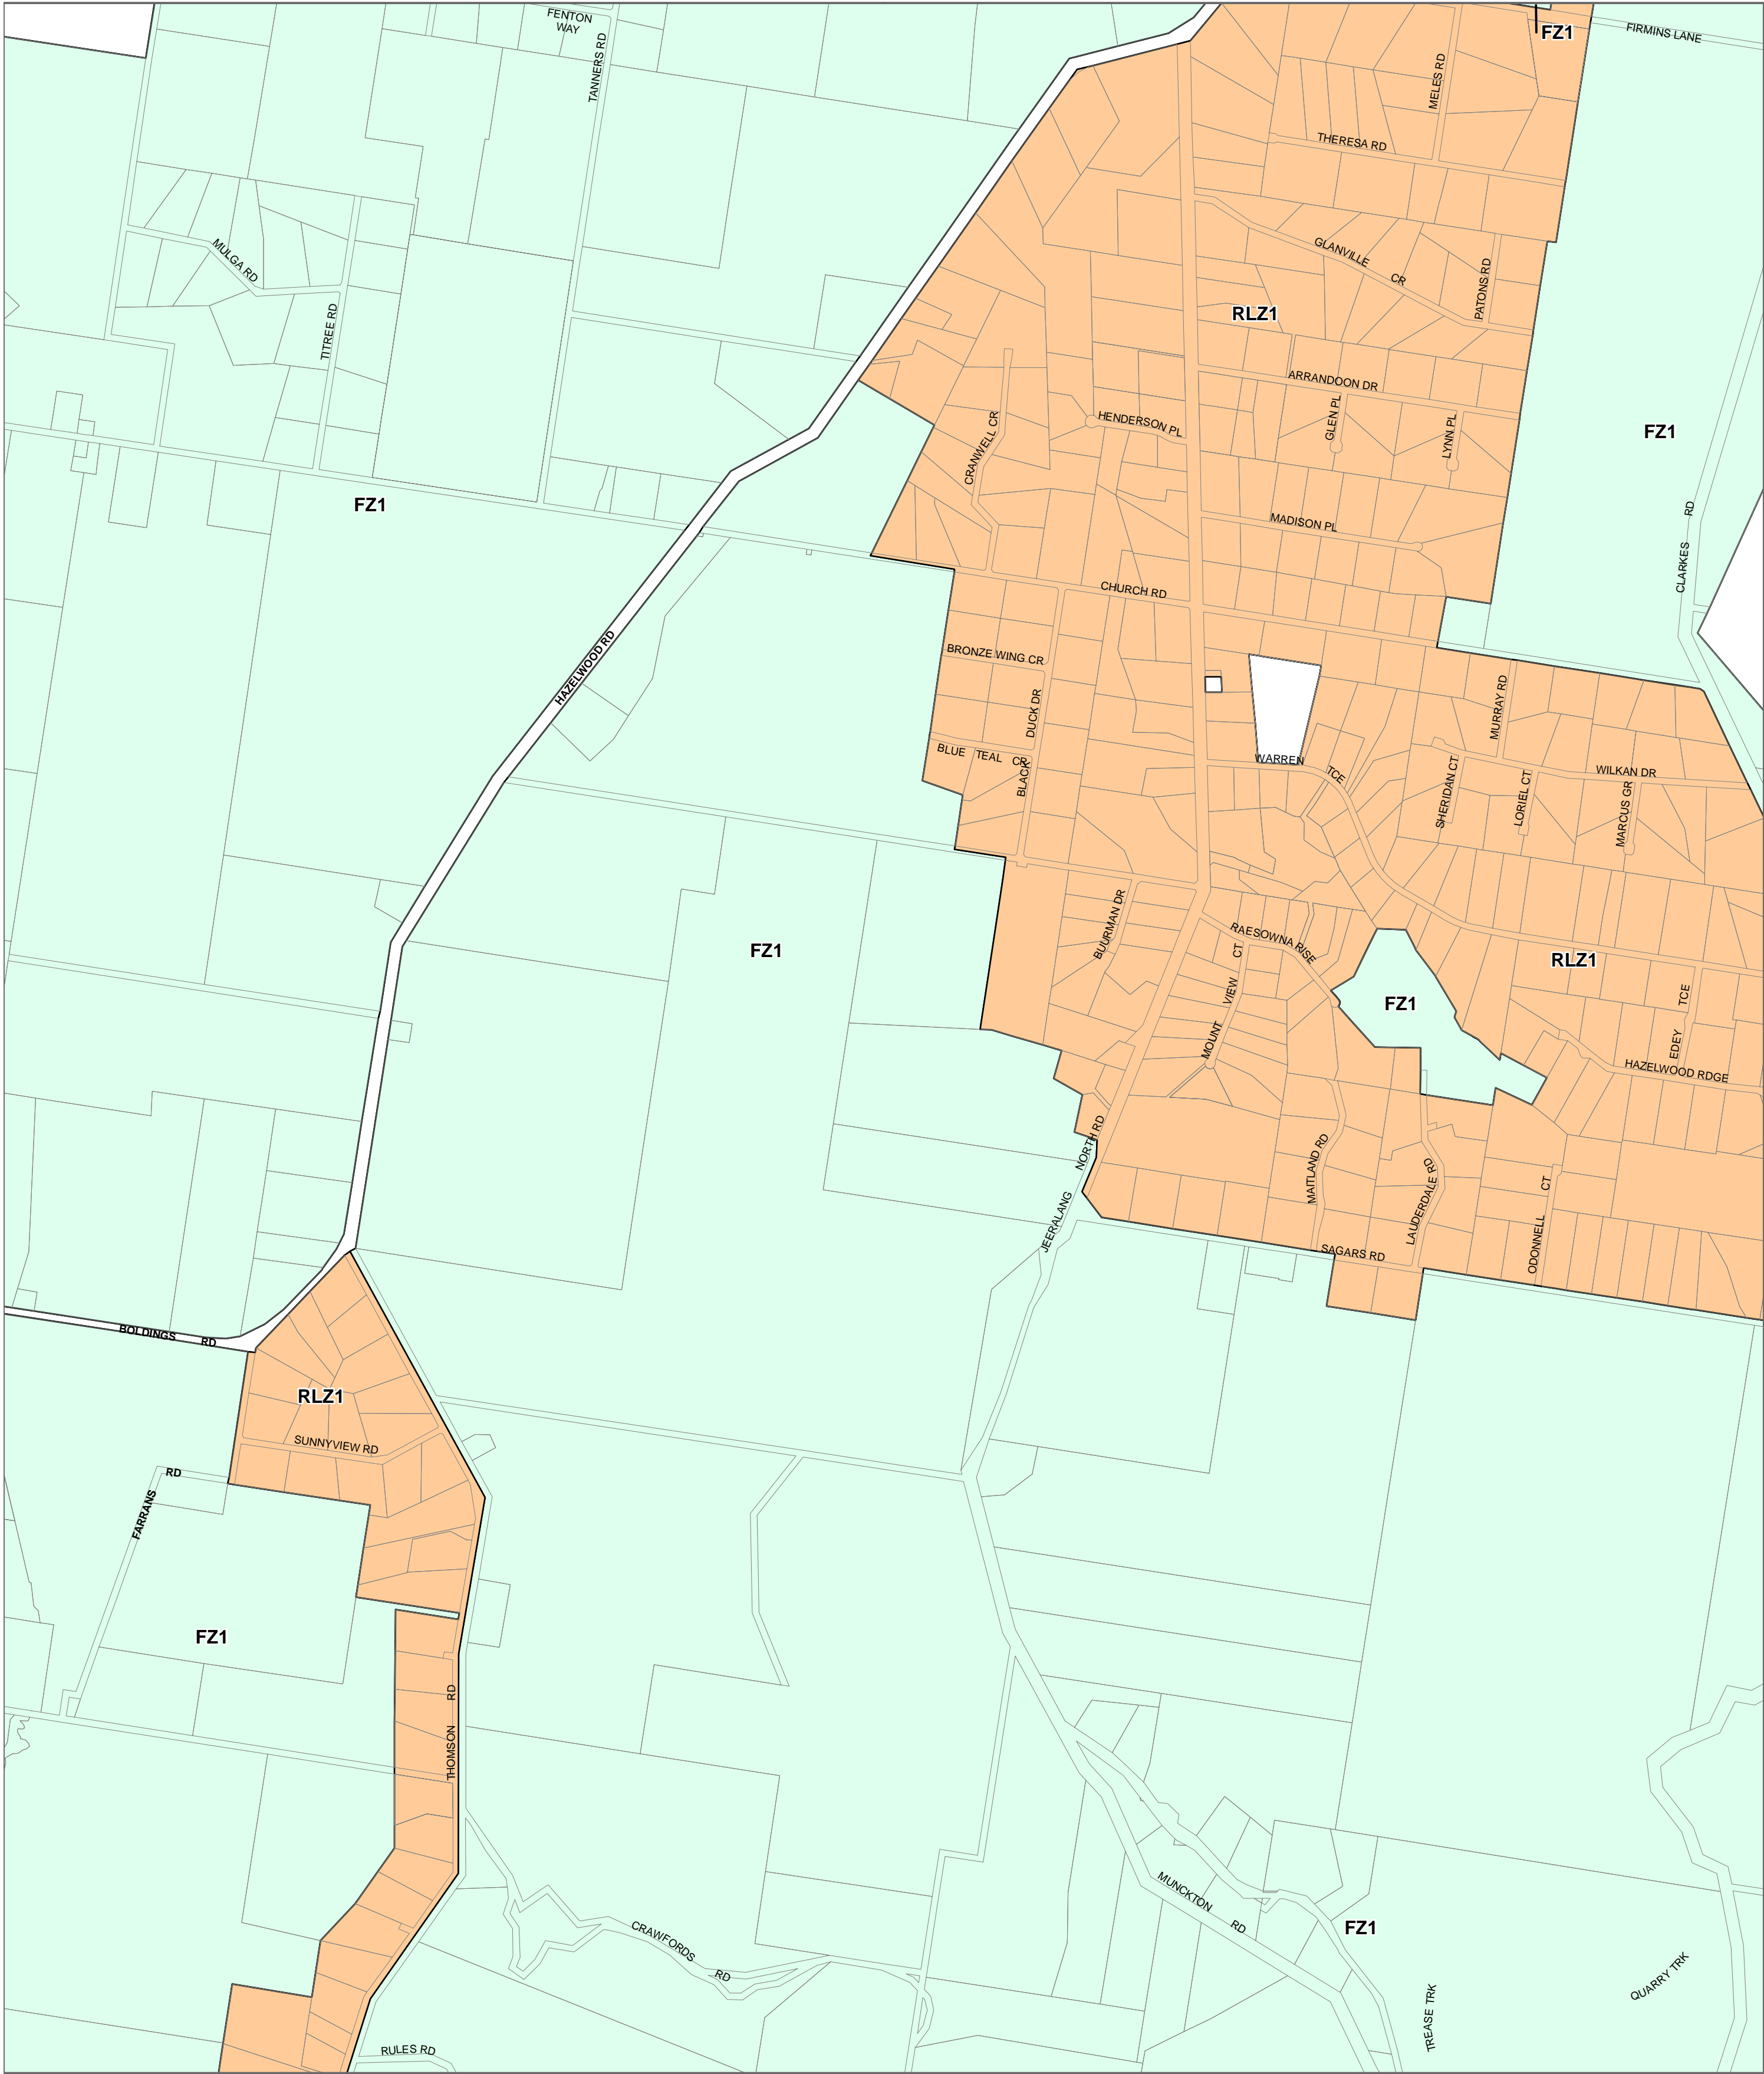 FENTON
WAY
TANNERS RD
FZ1
FIRMINS LANE
MELES RD
THERESA RD
MULGA RD
TITREE RD
GLANVILLE
CR
PATONS RD
RLZ1
ARRANDOON DR
GLEN PL
LYNN PL
HENDERSON PL
CRANWELL CR
FZ1
FZ1
MADISON PL
CLARKES
RD
CHURCH RD
HAZELWOOD RD
BRONZE WING CR
DUCK DR
BLACK
BLUE TEAL CR
WARREN
TCE
MURRAY RD
WILKAN DR
SHERIDAN CT
LORIEL CT
MARCUS GR
BUURMAN DR
RAESOWNA RISE
MOUNT VIEW CT
FZ1
RLZ1
FZ1
EDEY TCE
HAZELWOOD RDGE
JEERALANG NORTH RD
MAITLAND RD
LAUDERDALE RD
ODONNELL CT
SAGARS RD
BOLDINGS RD
RLZ1
SUNNYVIEW RD
FARRANS
RD
FZ1
THOMSON RD
CRAWFORDS
RD
MUNCKTON
RD
FZ1
TREASE TRK
QUARRY TRK
RULES RD